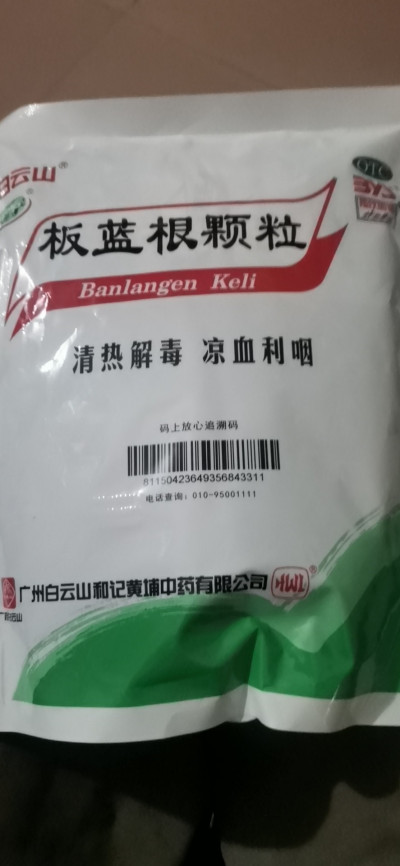 白云山®
OTC
板蓝根颗粒
Banlangen Keli
清热解毒 凉血利咽
码上放心追溯码
81150423649356843311
电话查询：010-95001111
广州白云山和记黄埔中药有限公司
HWL®